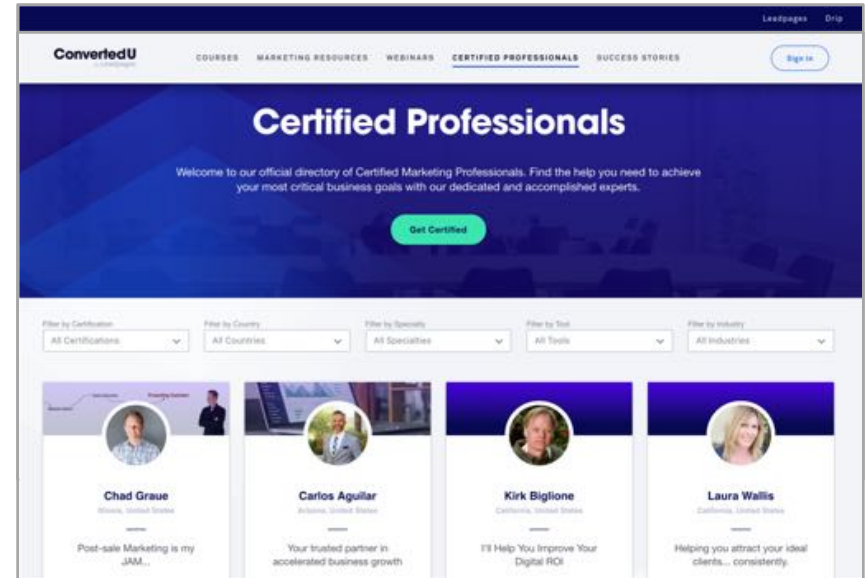 Leadpages Drip
ConvertedU
COURSES MARKETING RESOURCES WEBINARS CERTIFIED PROFESSIONALS SUCCESS STORIES Sign In
Certified Professionals
Welcome to our official directory of Certified Marketing Professionals. Find the help you need to achieve
your most critical business goals with our dedicated and accomplished experts.
Get Certified
Filter by Certification Filter by Country Filter by Specialty Filter by Tool Filter by Industry
All Certifications All Countries All Specialties All Tools All Industries
Chad Graue Carlos Aguilar Kirk Biglione Laura Wallis
Illinois, United States Arizona, United States California, United States California, United States
Post-sale Marketing is my Your trusted partner in I'll Help You Improve Your Helping you attract your ideal
JAM... accelerated business growth Digital ROI clients... consistently.